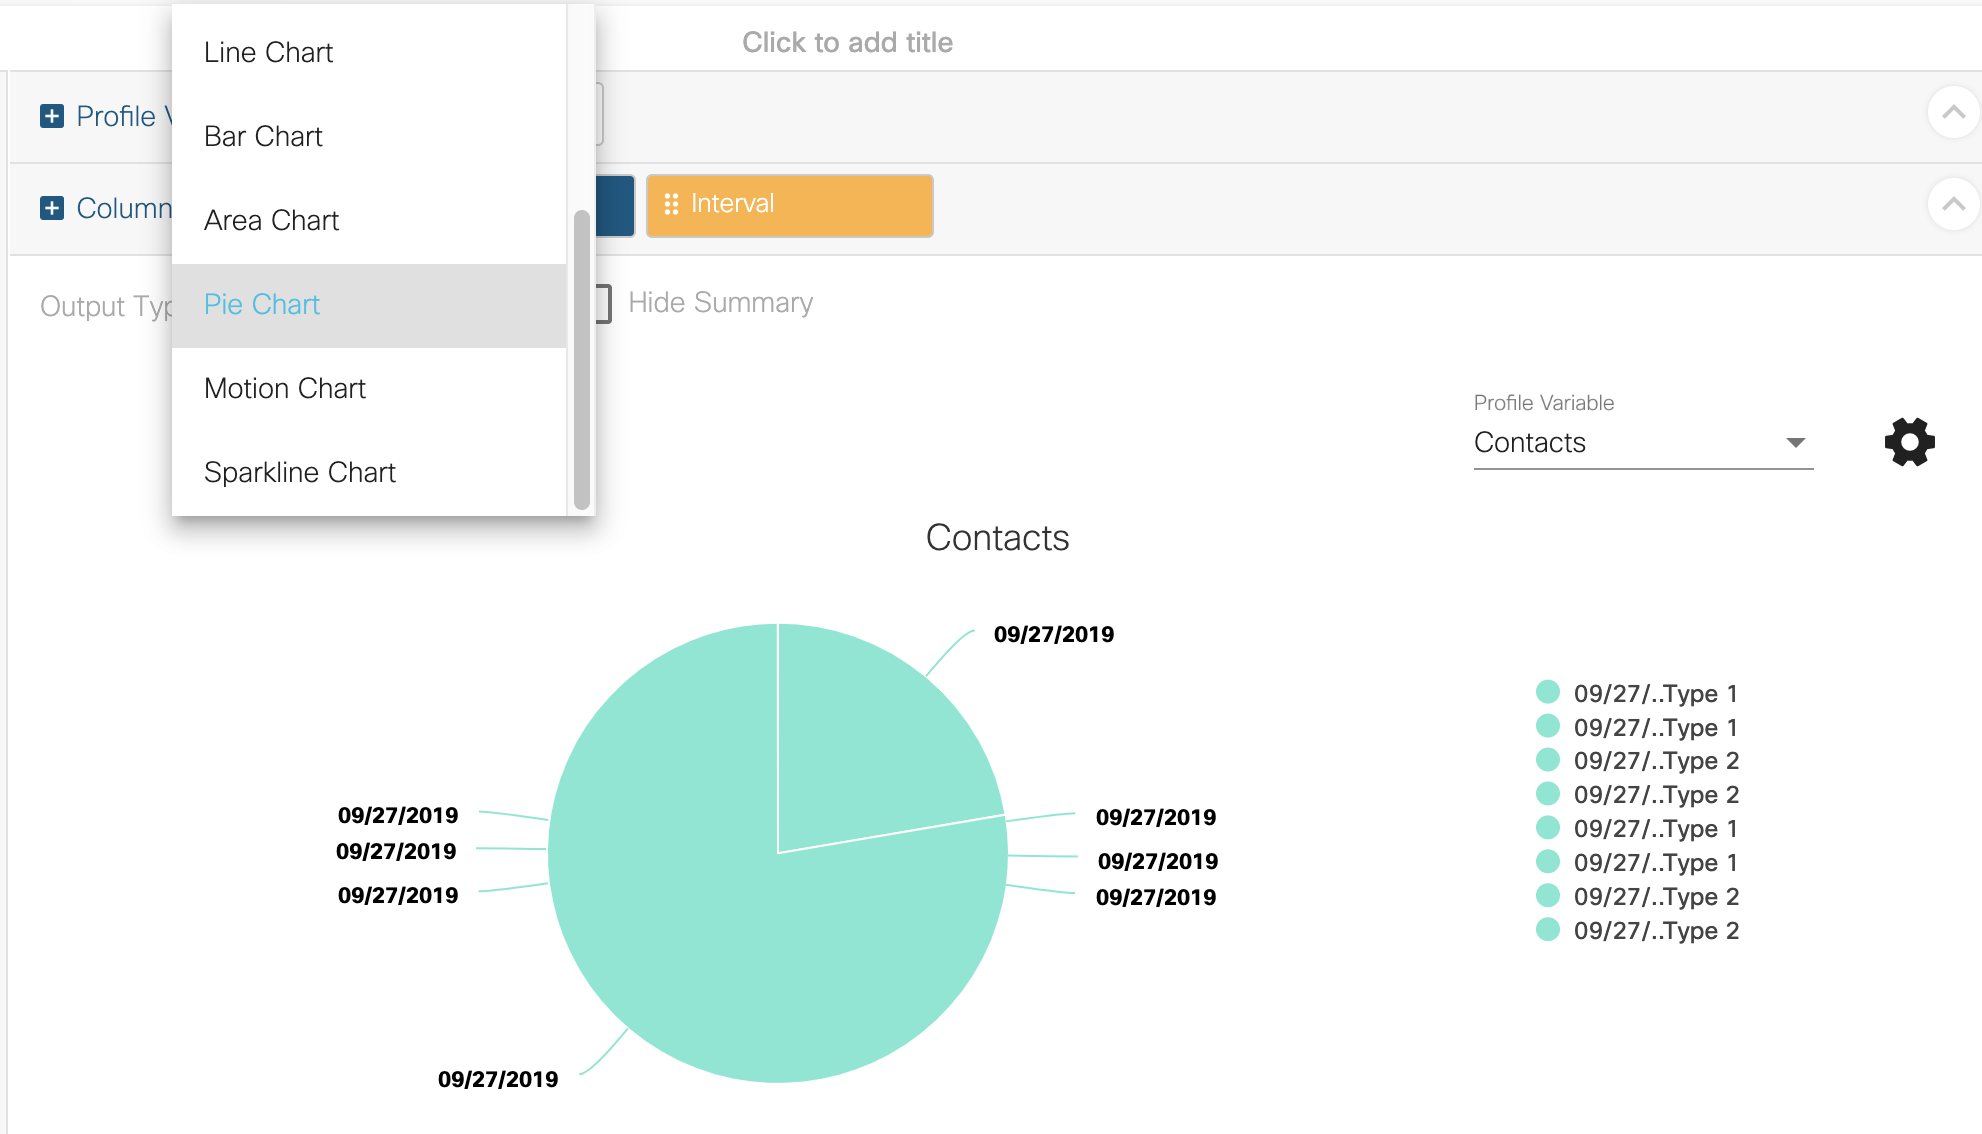 Click to add title
Line Chart
Bar Chart
Area Chart
Pie Chart
Motion Chart
Sparkline Chart
Profile
Column
Interval
Output
Hide Summary
Profile Variable
Contacts
Contacts
09/27/2019
09/27/2019
09/27/2019
09/27/2019
09/27/2019
09/27/2019
09/27/2019
09/27/2019
09/27/..Type 1
09/27/..Type 1
09/27/..Type 2
09/27/..Type 2
09/27/..Type 1
09/27/..Type 1
09/27/..Type 2
09/27/..Type 2